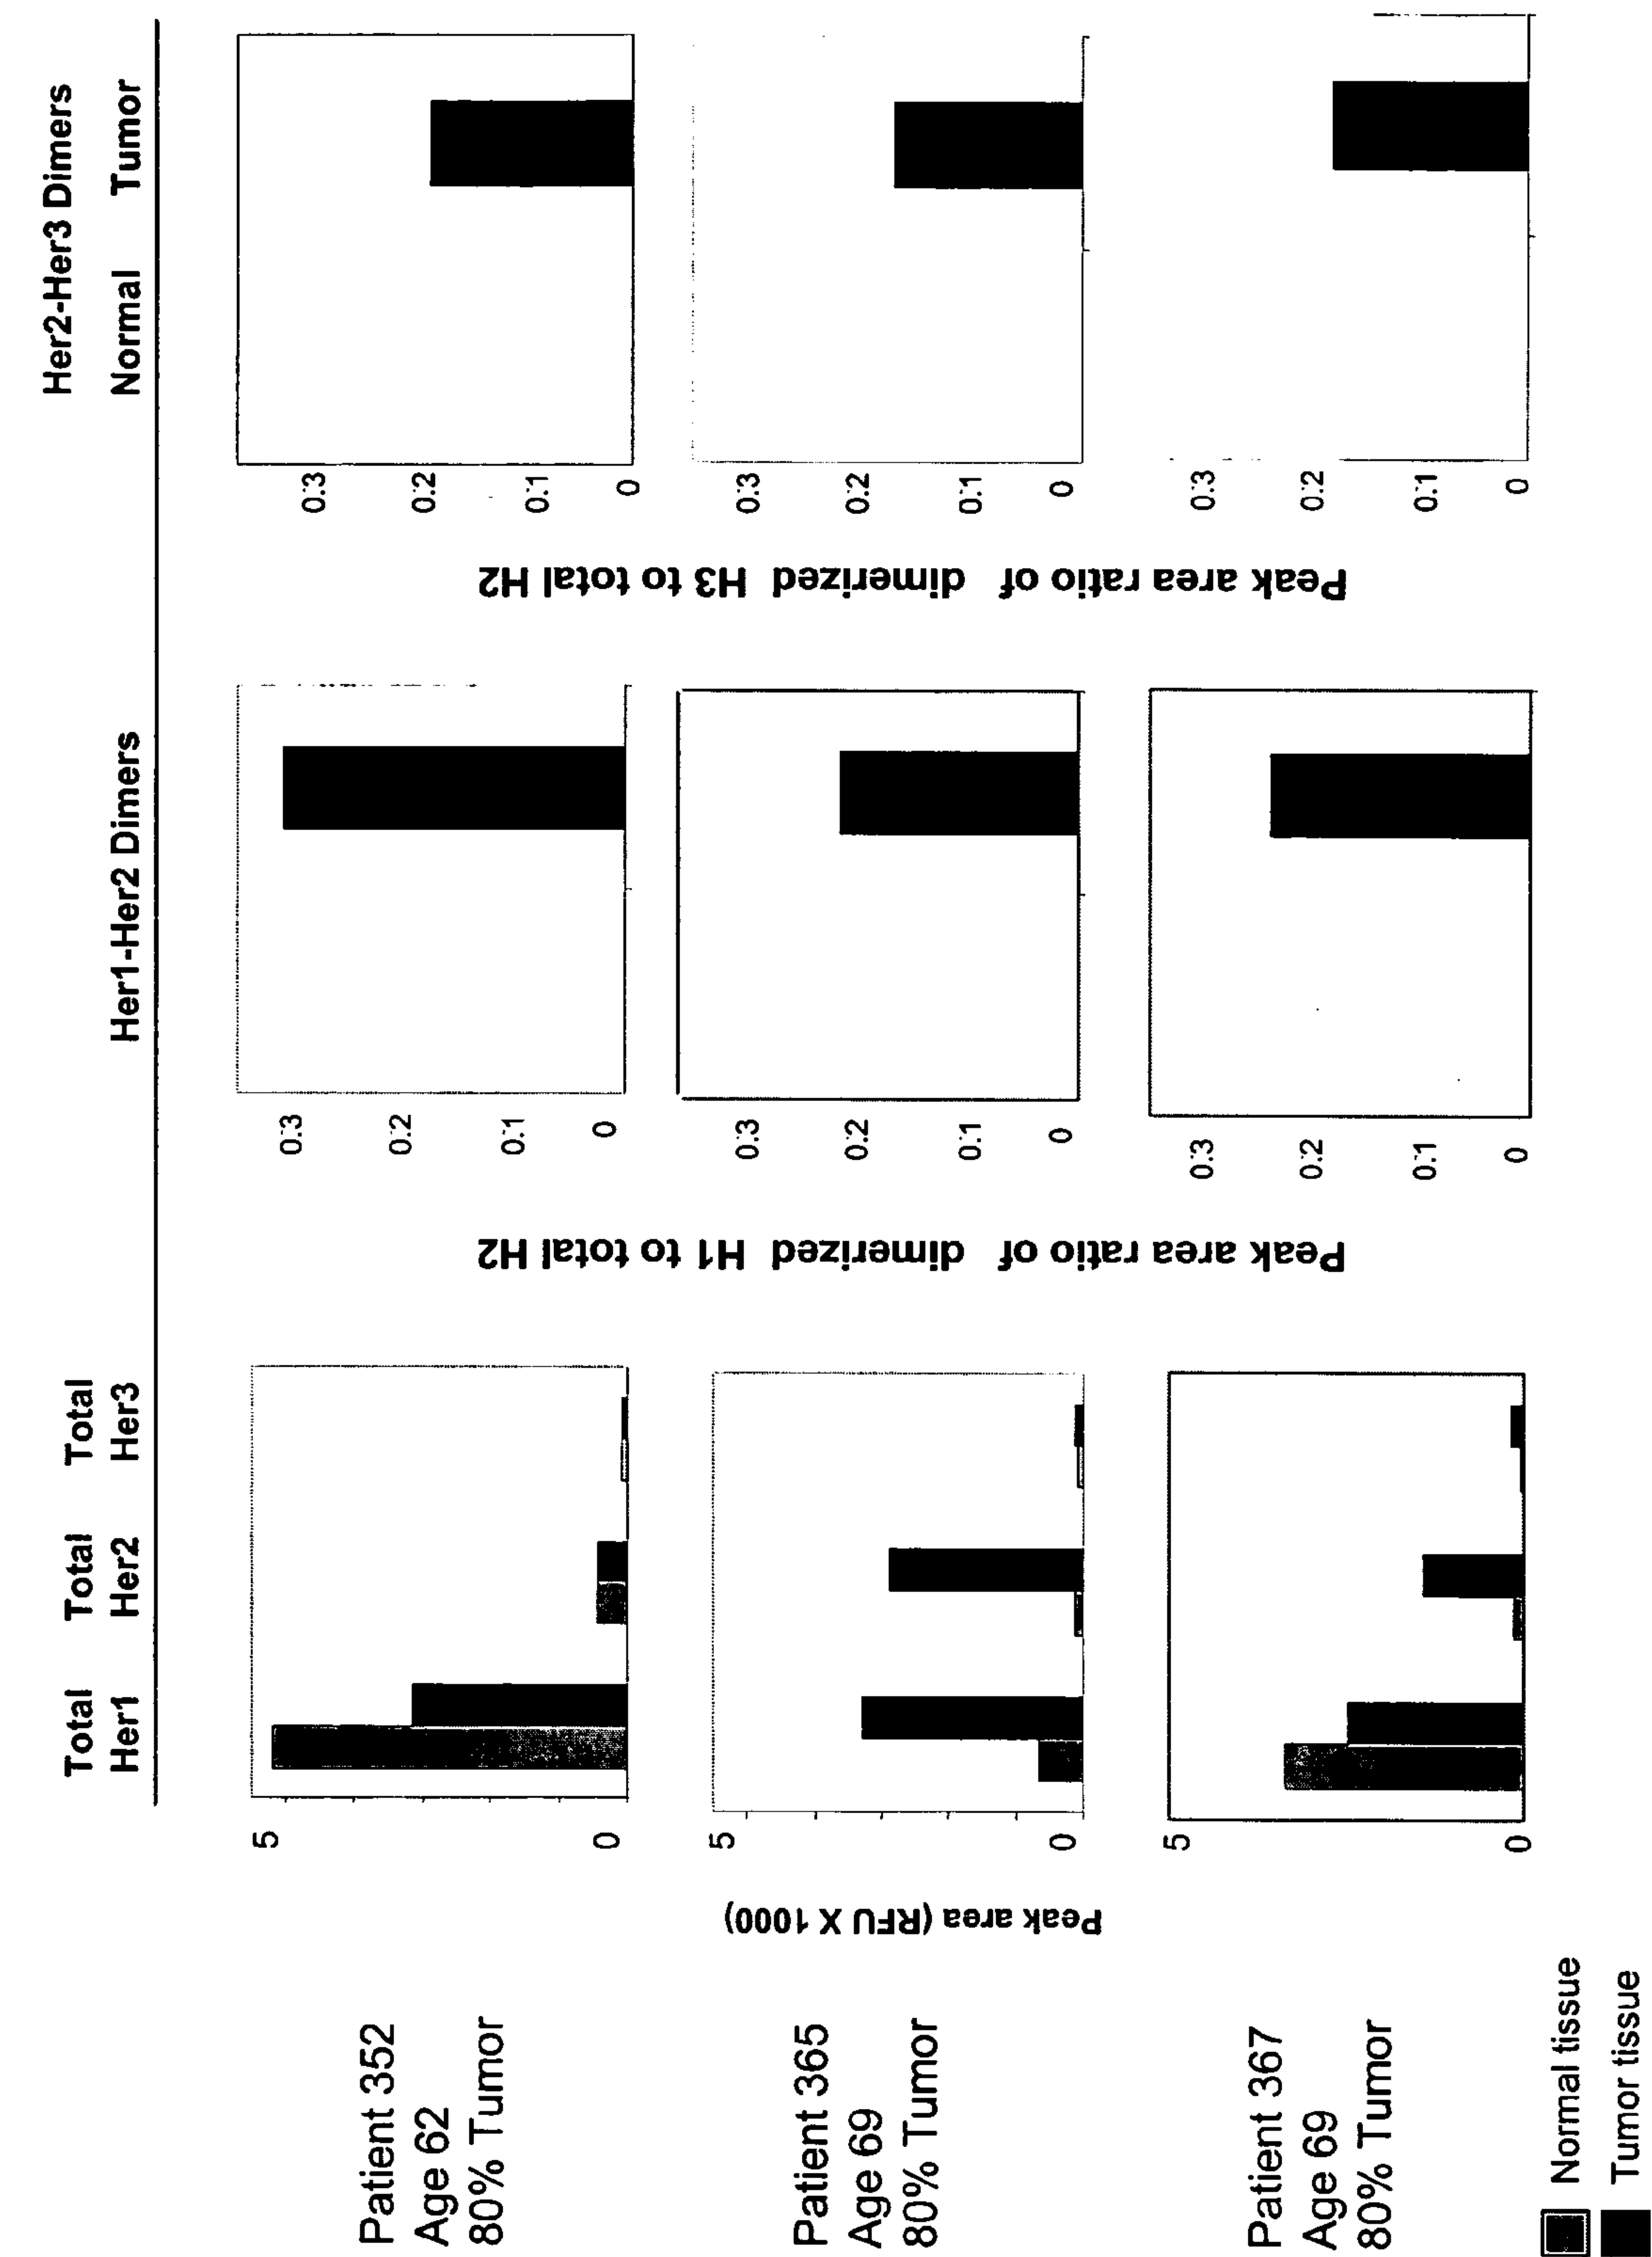 Her2-Her3 Dimers
Total Total Total
Her1 Her2 Her3
Her1-Her2 Dimers
Normal Tumor
Patient 352
Age 62
80% Tumor
5
0
0.3
0.2
0.1
0
0.3
0.2
0.1
0
Patient 365
Age 69
80% Tumor
Peak area (RFU X 1000)
5
0
Peak area ratio of dimerized H1 to total H2
0.3
0.2
0.1
0
Peak area ratio of dimerized H3 to total H2
0.3
0.2
0.1
0
Patient 367
Age 69
80% Tumor
5
0
0.3
0.2
0.1
0
0.3
0.2
0.1
0
Normal tissue
Tumor tissue